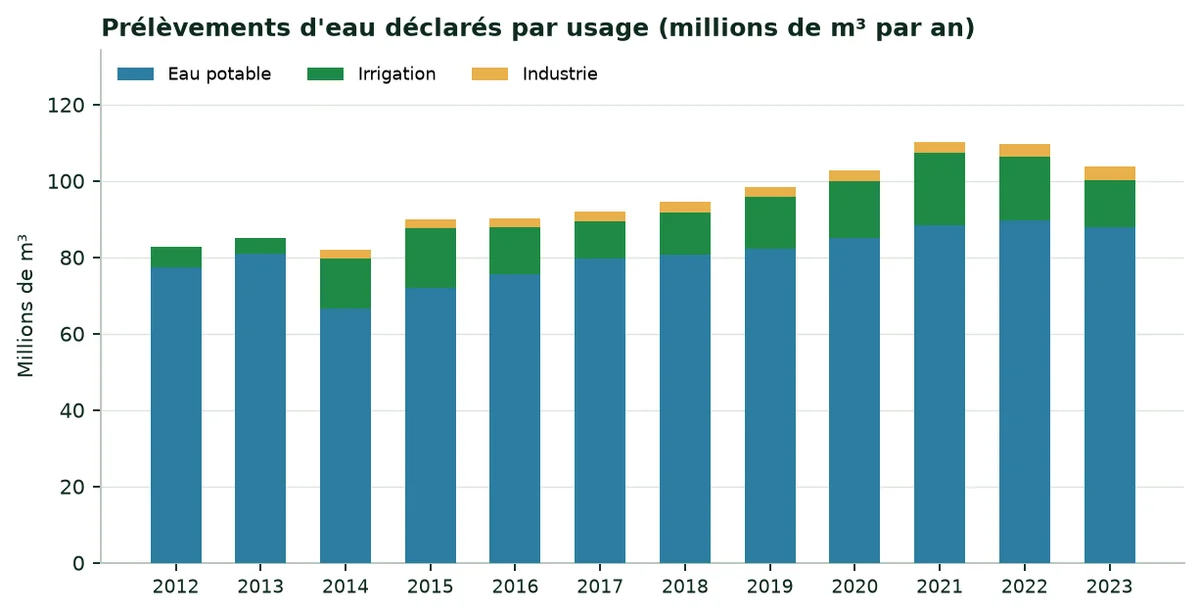 Prélèvements d'eau déclarés par usage (millions de m³ par an)
Eau potable Irrigation Industrie
Millions de m³
120
100
80
60
40
20
0
2012 2013 2014 2015 2016 2017 2018 2019 2020 2021 2022 2023